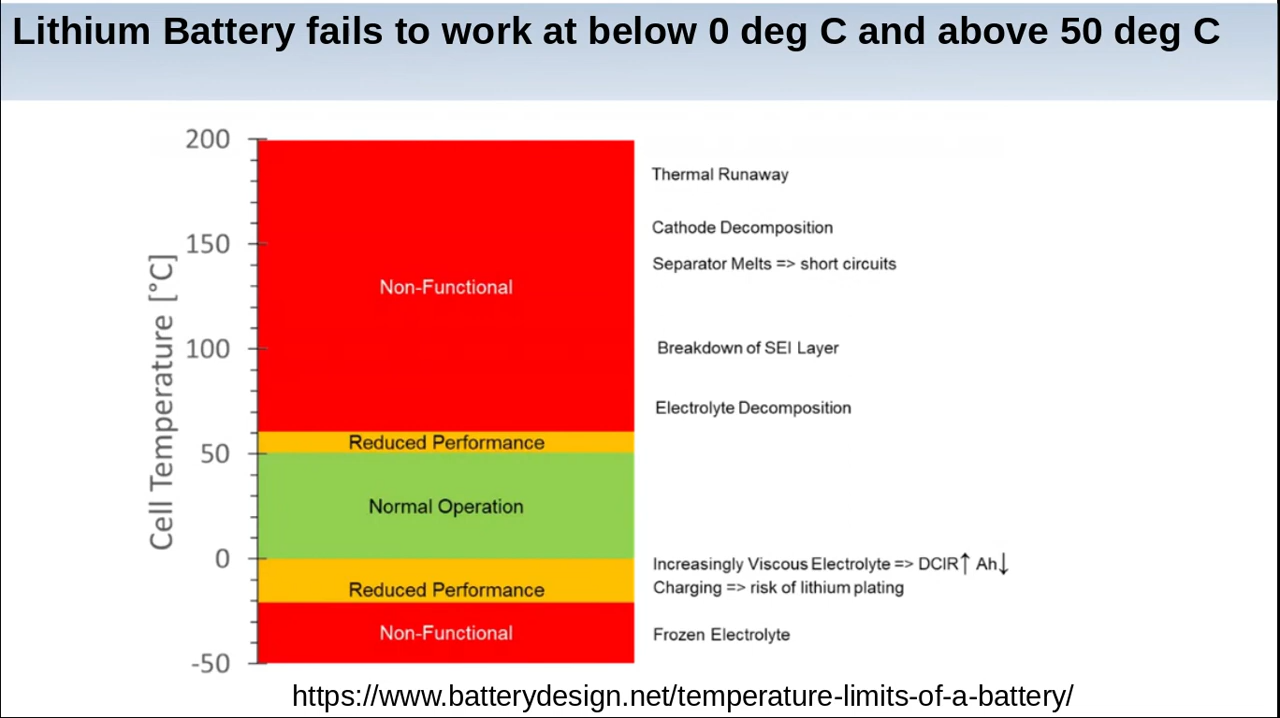 Lithium Battery fails to work at below 0 deg C and above 50 deg C
200
150
100
50
0
-50
Cell Temperature [°C]
Non-Functional
Reduced Performance
Normal Operation
Reduced Performance
Non-Functional
Thermal Runaway
Cathode Decomposition
Separator Melts => short circuits
Breakdown of SEI Layer
Electrolyte Decomposition
Increasingly Viscous Electrolyte => DCIR↑ Ah↓
Charging => risk of lithium plating
Frozen Electrolyte
https://www.batterydesign.net/temperature-limits-of-a-battery/